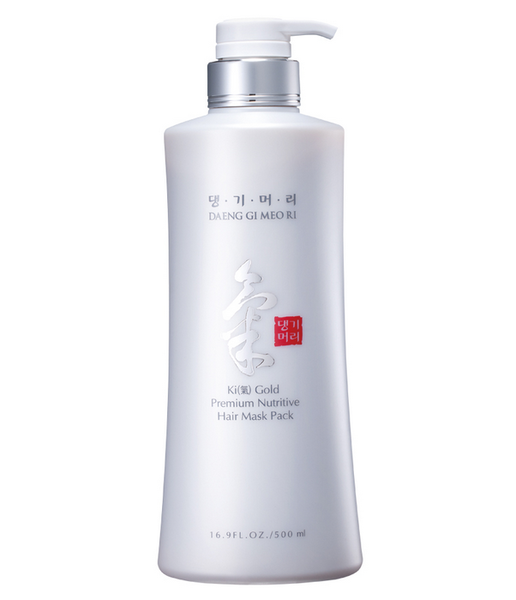 댕·기·머·리
DAENG GI MEO RI
氣
댕기
머리
Ki(氣) Gold
Premium Nutritive
Hair Mask Pack
16.9FL.OZ./500 ml